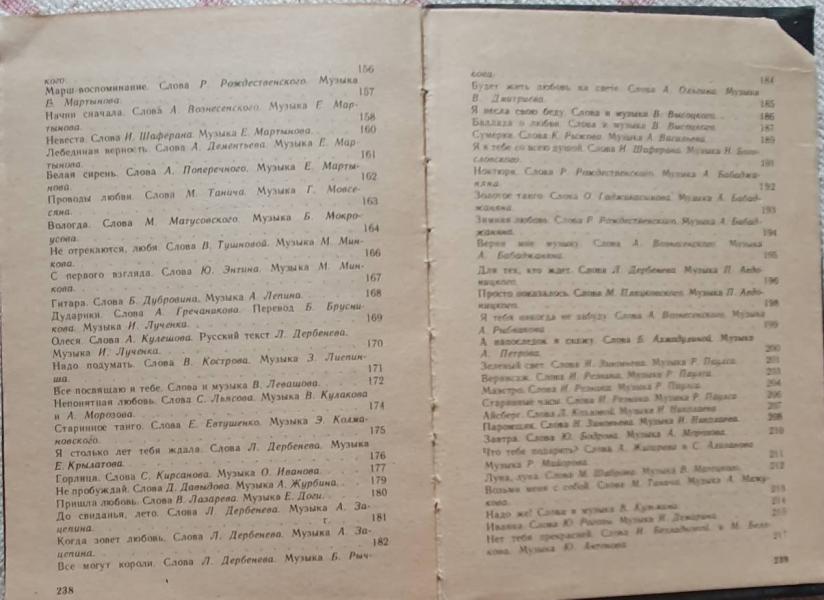 кого. 156
Марш-воспоминание. Слова Р. Рождественского. Музыка
Е. Мартынова. 157
Начни сначала. Слова А. Вознесенского. Музыка Е. Мар-
тынова. 158
Невеста. Слова И. Шаферана. Музыка Е. Мартынова. 160
Лебединая верность. Слова А. Дементьева. Музыка Е. Мар-
тынова. 161
Белая сирень. Слова А. Поперечного. Музыка Е. Марты-
нова. 162
Проводы любви. Слова М. Танича. Музыка Г. Мовсе-
сяна. 163
Вологда. Слова М. Матусовского. Музыка Б. Мокро-
усова. 164
Не отрекаются, любя. Слова В. Тушновой. Музыка М. Мин-
кова. 166
С первого взгляда. Слова Ю. Энтина. Музыка М. Мин-
кова. 167
Гитара. Слова Б. Дубровина. Музыка А. Лепина. 168
Дударики. Слова А. Гречаникова. Перевод Б. Брусни-
кова. Музыка И. Лученка. 169
Олеся. Слова А. Кулешова. Русский текст Л. Дербенева.
Музыка И. Лученка. 170
Надо подумать. Слова В. Кострова. Музыка З. Лиепинь-
ша. 171
Все посвящаю я тебе. Слова и музыка В. Левашова. 172
Непонятная любовь. Слова С. Льясова. Музыка В. Кулакова
и А. Морозова. 174
Старинное танго. Слова Е. Евтушенко. Музыка Э. Колма-
новского. 175
Я столько лет тебя ждала. Слова Л. Дербенева. Музыка
Е. Крылатова. 176
Горлица. Слова С. Кирсанова. Музыка О. Иванова. 177
Не пробуждай. Слова Д. Давыдова. Музыка А. Журбина. 179
Пришла любовь. Слова В. Лазарева. Музыка Е. Доги. 180
До свиданья, лето. Слова Л. Дербенева. Музыка А. За-
цепина. г. 181
Когда зовет любовь. Слова Л. Дербенева. Музыка А. За-
цепина. 182
Все могут короли. Слова Л. Дербенева. Музыка Б. Рыч-
238
кова. 184
Будет жить любовь на свете. Слова А. Ольгина. Музыка
В. Дмитриева. 185
Я несла свою беду. Слова и музыка В. Высоцкого. 186
Баллада о любви. Слова и музыка В. Высоцкого. 187
Сумерки. Слова К. Рыжова. Музыка А. Васильева. 189
Я к тебе со всею душой. Слова И. Шаферана. Музыка Н. Бого-
словского. 191
Ноктюрн. Слова Р. Рождественского. Музыка А. Бабаджа-
няна. 192
Золотое танго. Слова О. Гаджикасимова. Музыка А. Бабад-
жаняна. 193
Зимняя любовь. Слова Р. Рождественского. Музыка А. Бабад-
жаняна. 194
Верни мне музыку. Слова А. Вознесенского. Музыка
А. Бабаджаняна. 195
Для тех, кто ждет. Слова Л. Дербенева. Музыка П. Аедо-
ницкого. 196
Просто показалось. Слова М. Пляцковского. Музыка П. Аедо-
ницкого. 198
Я тебя никогда не забуду. Слова А. Вознесенского. Музыка
А. Рыбникова. 199
А напоследок я скажу. Слова Б. Ахмадулиной. Музыка
А. Петрова. 200
Зеленый свет. Слова Н. Зиновьева. Музыка Р. Паулса. 201
Вернисаж. Слова И. Резника. Музыка Р. Паулса. 203
Маэстро. Слова И. Резника. Музыка Р. Паулса. 204
Старинные часы. Слова И. Резника. Музыка Р. Паулса. 206
Айсберг. Слова Л. Козловой. Музыка И. Николаева. 207
Паромщик. Слова Н. Зиновьева. Музыка И. Николаева. 208
Завтра. Слова Ю. Бодрова. Музыка А. Морозова. 210
Что тебе подарить? Слова А. Жигарева и С. Алиханова
Музыка Р. Майорова. 211
Луна, луна. Слова М. Шаброва. Музыка В. 212
Возьми меня с собой. Слова М. Танича. Музыка А. Мажу-
кова. 213
Надо же! Слова и музыка В. Кузьмина. 214
Иванна. Слова Ю. Рогозы. Музыка И. Демарина. 215
Нет тебя прекрасней. Слова И. Безладновой и М. Беля-
кова. Музыка Ю. Антонова. 217
239